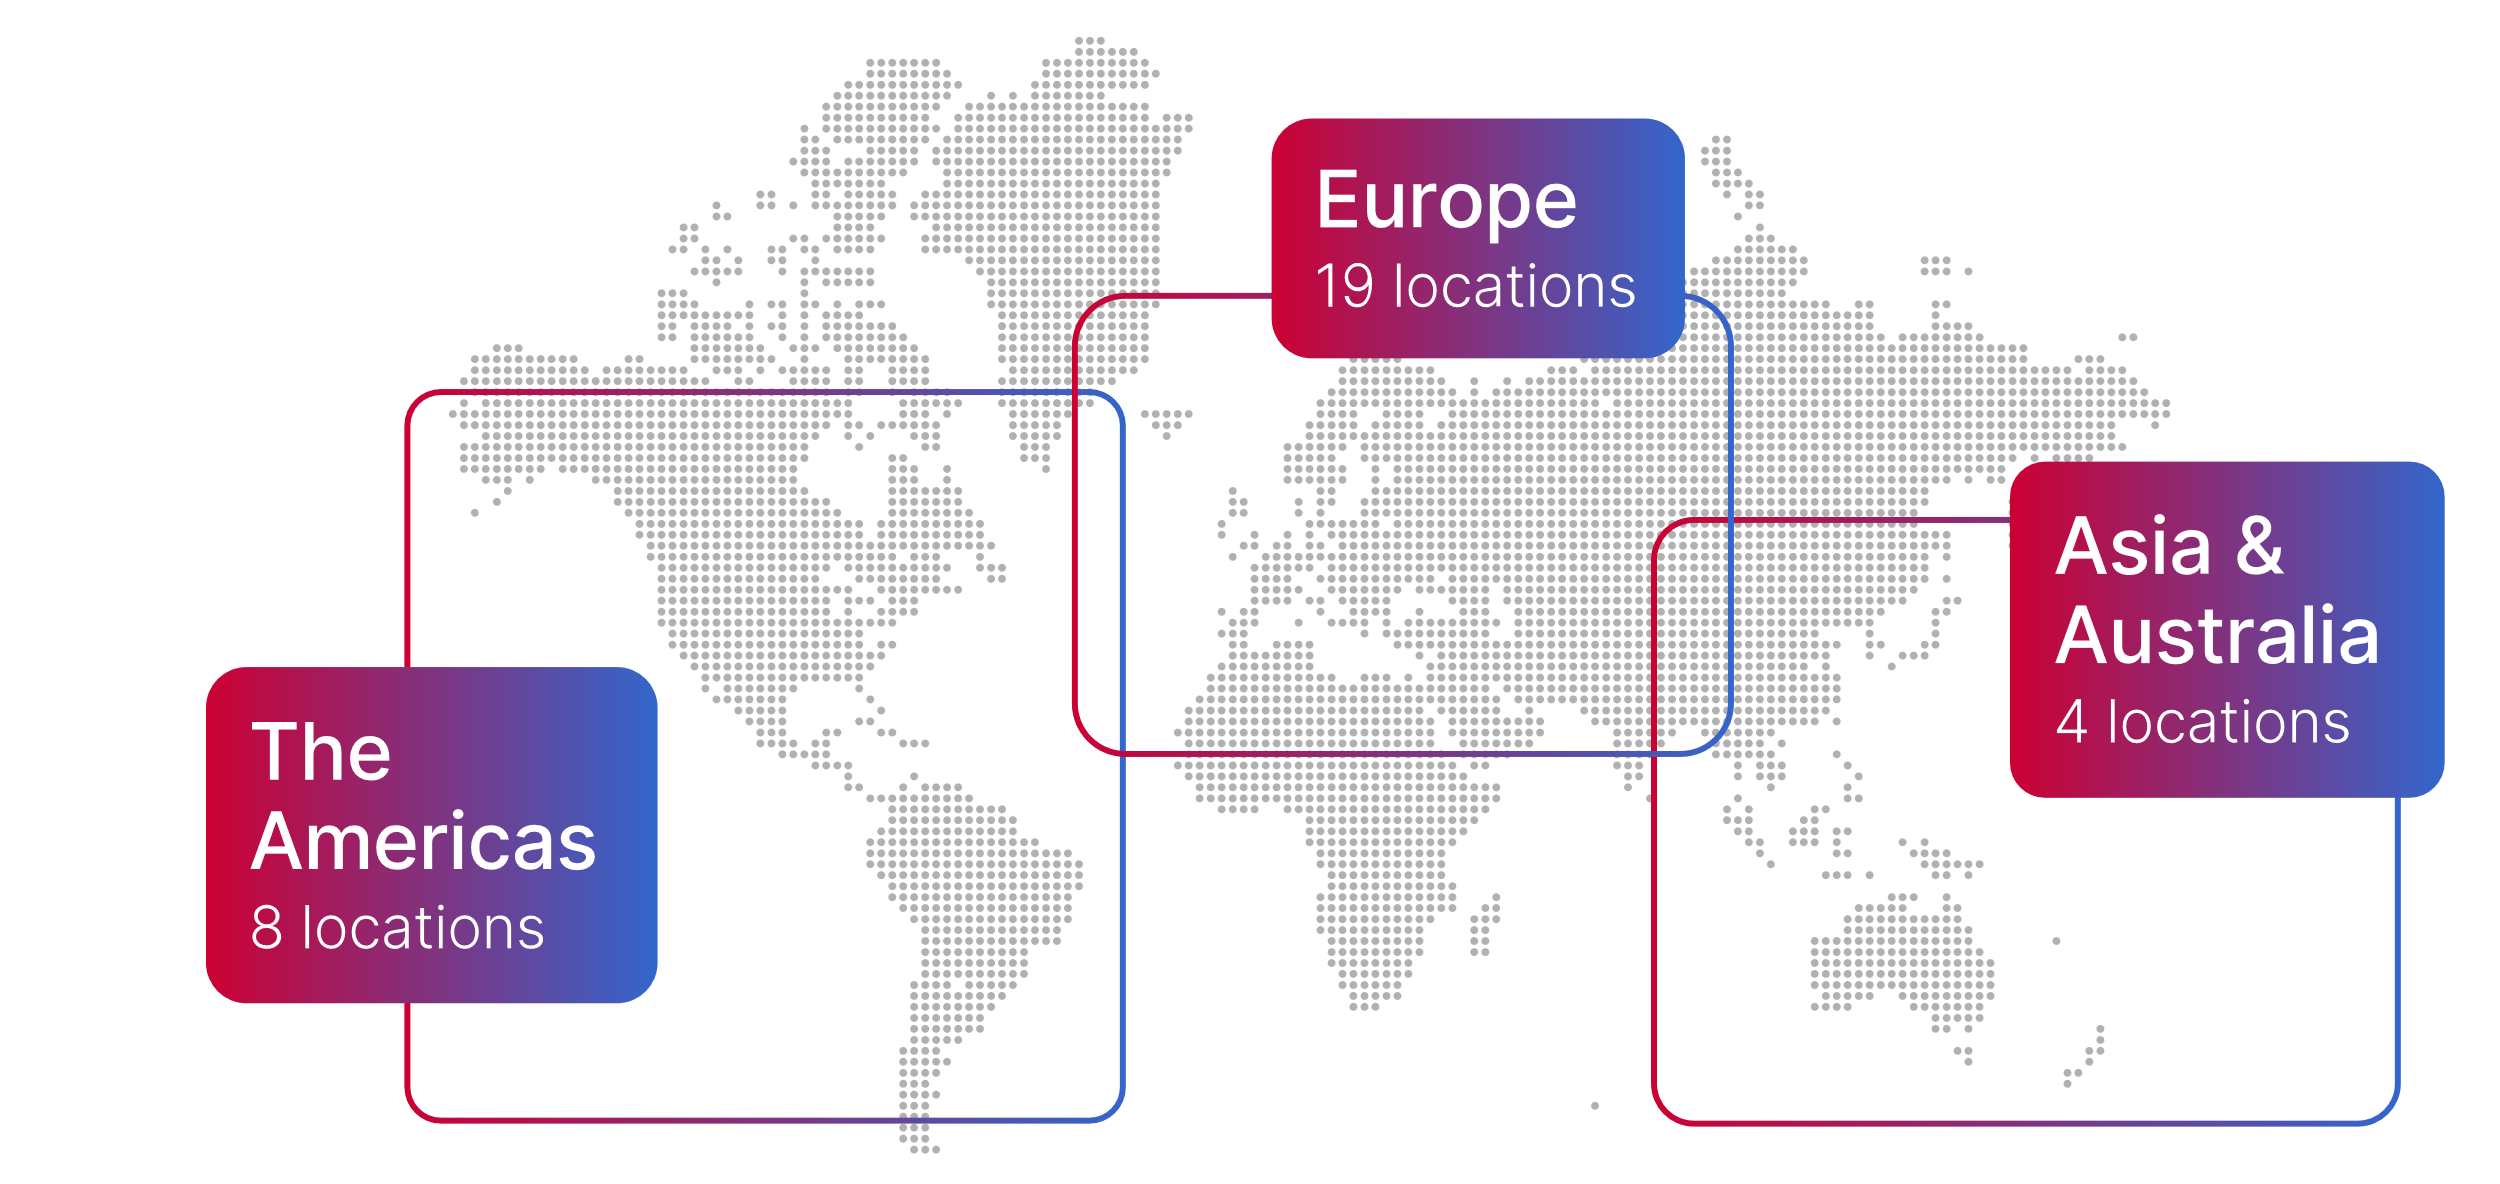 Europe
19 locations
Asia &
Australia
4 locations
The
Americas
8 locations